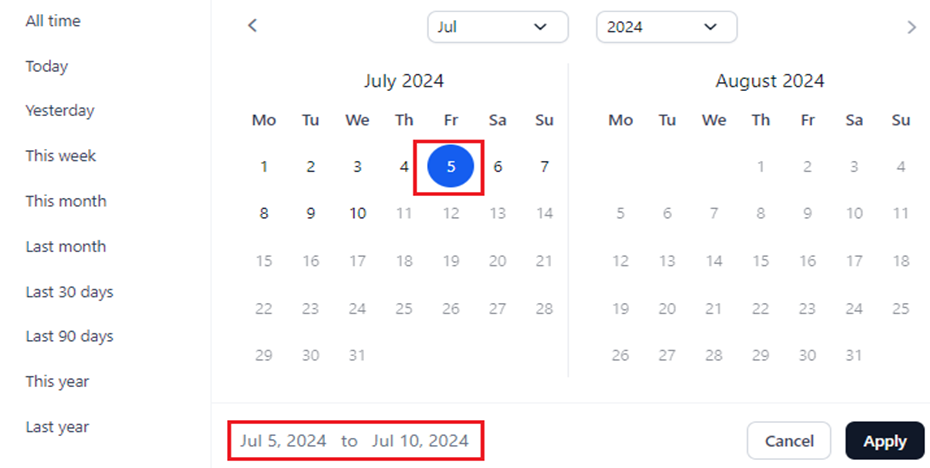 All time
Today
Yesterday
This week
This month
Last month
Last 30 days
Last 90 days
This year
Last year
Jul 2024
July 2024
Mo Tu We Th Fr Sa Su
1 2 3 4 5 6 7
8 9 10 11 12 13 14
15 16 17 18 19 20 21
22 23 24 25 26 27 28
29 30 31
August 2024
Mo Tu We Th Fr Sa Su
1 2 3 4
5 6 7 8 9 10 11
12 13 14 15 16 17 18
19 20 21 22 23 24 25
26 27 28 29 30 31
Jul 5, 2024 to Jul 10, 2024
Cancel Apply